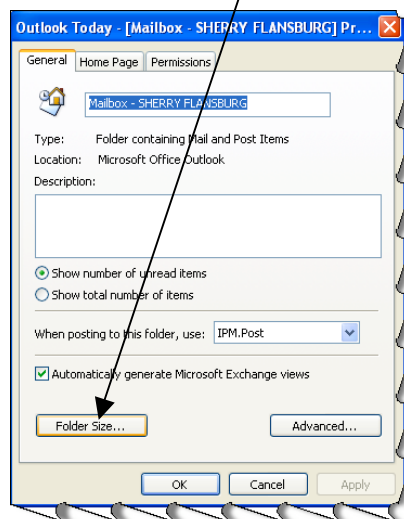 Outlook Today - [Mailbox - SHERRY FLANSBURG] Pr...
General Home Page Permissions
Mailbox - SHERRY FLANSBURG
Type: Folder containing Mail and Post Items
Location: Microsoft Office Outlook
Description:
Show number of unread items
Show total number of items
When posting to this folder, use: IPM.Post
Automatically generate Microsoft Exchange views
Folder Size... Advanced...
OK Cancel Apply